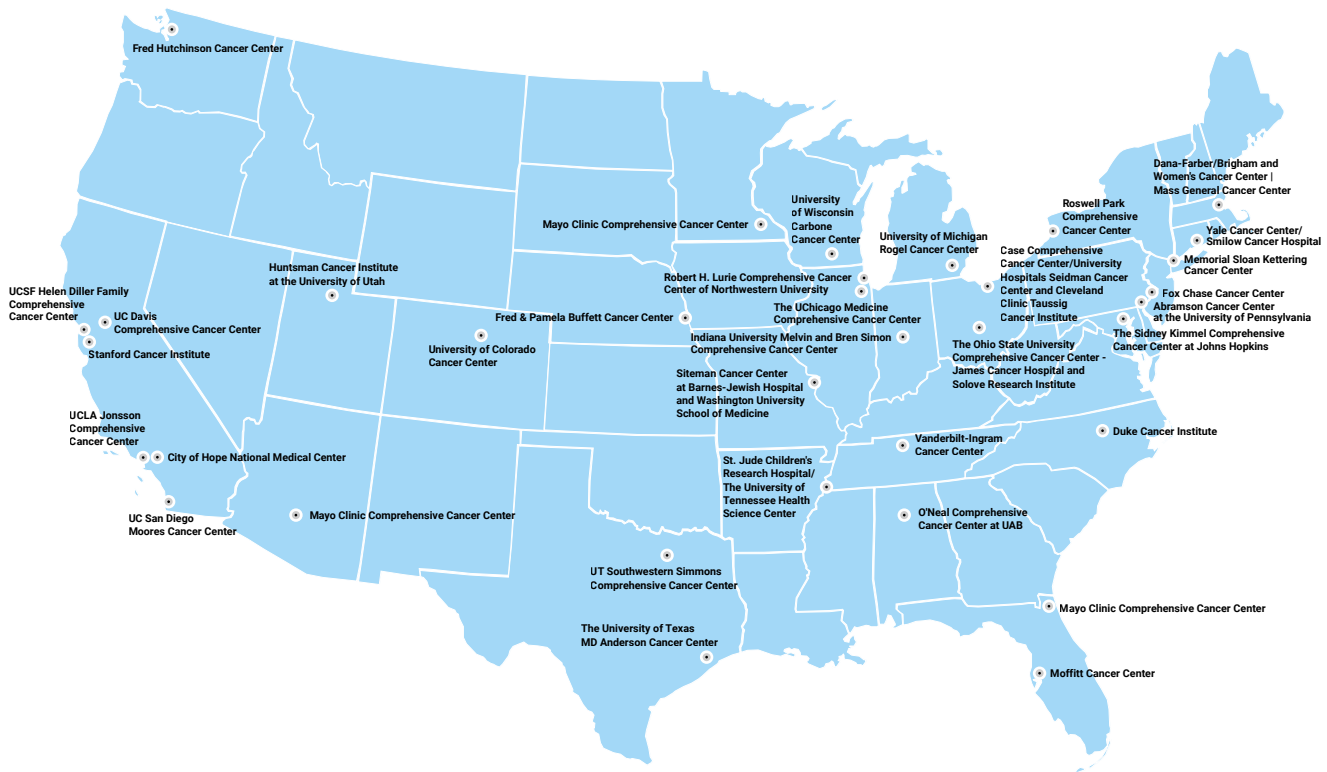 Fred Hutchinson Cancer Center
Dana-Farber/Brigham and
Women's Cancer Center |
Mass General Cancer Center
Mayo Clinic Comprehensive Cancer Center
University
of Wisconsin
Carbone
Cancer Center
University of Michigan
Rogel Cancer Center
Roswell Park
Comprehensive
Cancer Center
Yale Cancer Center/
Smilow Cancer Hospital
Memorial Sloan Kettering
Cancer Center
Case Comprehensive
Cancer Center/University
Hospitals Seidman Cancer
Center and Cleveland
Clinic Taussig
Cancer Institute
Huntsman Cancer Institute
at the University of Utah
Robert H. Lurie Comprehensive Cancer
Center of Northwestern University
UCSF Helen Diller Family
Comprehensive
Cancer Center
UC Davis
Comprehensive Cancer Center
Stanford Cancer Institute
Fred & Pamela Buffett Cancer Center
The UChicago Medicine
Comprehensive Cancer Center
Fox Chase Cancer Center
Abramson Cancer Center
at the University of Pennsylvania
The Sidney Kimmel Comprehensive
Cancer Center at Johns Hopkins
University of Colorado
Cancer Center
Indiana University Melvin and Bren Simon
Comprehensive Cancer Center
The Ohio State University
Comprehensive Cancer Center -
James Cancer Hospital and
Solove Research Institute
Siteman Cancer Center
at Barnes-Jewish Hospital
and Washington University
School of Medicine
UCLA Jonsson
Comprehensive
Cancer Center
City of Hope National Medical Center
UC San Diego
Moores Cancer Center
Mayo Clinic Comprehensive Cancer Center
St. Jude Children's
Research Hospital/
The University of
Tennessee Health
Science Center
Vanderbilt-Ingram
Cancer Center
Duke Cancer Institute
O'Neal Comprehensive
Cancer Center at UAB
UT Southwestern Simmons
Comprehensive Cancer Center
The University of Texas
MD Anderson Cancer Center
Mayo Clinic Comprehensive Cancer Center
Moffitt Cancer Center